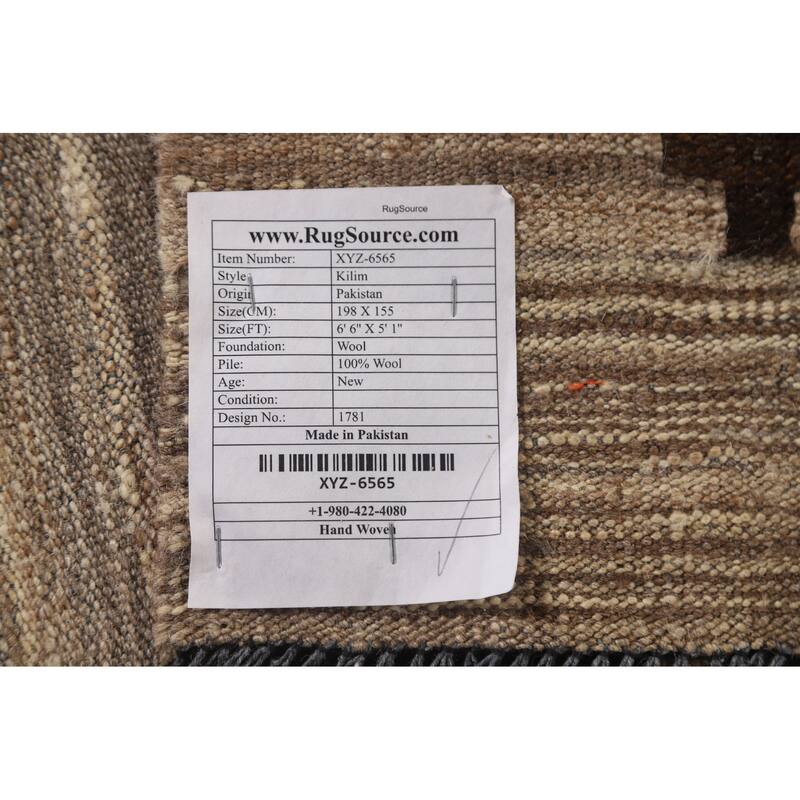 RugSource
www.RugSource.com
Item Number: XYZ-6565
Style: Kilim
Origin Pakistan
Size(CM): 198 X 155
Size(FT): 6' 6" X 5' 1"
Foundation: Wool
Pile: 100% Wool
Age: New
Condition:
Design No.: 1781
Made in Pakistan
XYZ-6565
+1-980-422-4080
Hand Woven